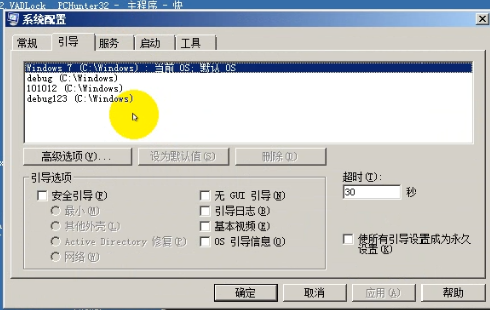 2 VADLock PCHunter32 - 主程序 - 快
系统配置
常规 引导 服务 启动 工具
Windows 7 (C:\Windows) : 当前 OS; 默认 OS
debug (C:\Windows)
101012 (C:\Windows)
debug123 (C:\Windows)
高级选项(V)... 设为默认值(S) 删除(D)
引导选项
超时(T):
安全引导(F) 无 GUI 引导(N) 30 秒
最小(M) 引导日志(B)
其他外壳(L) 基本视频(E)
Active Directory 修复(P) OS 引导信息(O) 使所有引导设置成为永久
网络(W) 设置(K)
确定 取消 应用(A) 帮助